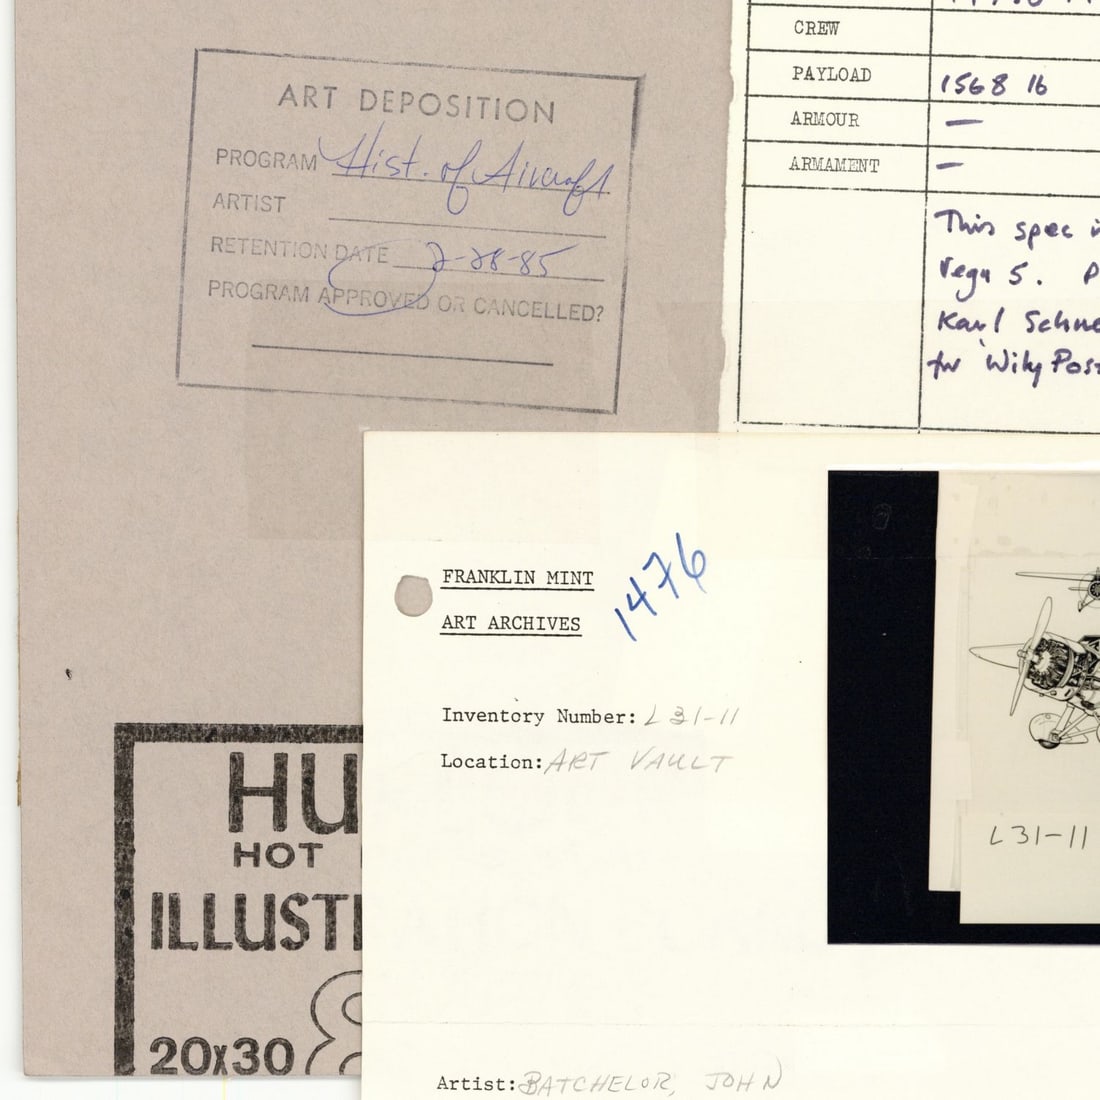 ART DEPOSITION
PROGRAM Hist. of Aircraft
ARTIST
RETENTION DATE 2-28-85
PROGRAM APPROVED OR CANCELLED?
CREW
PAYLOAD 1568 lb
ARMOUR —
ARMAMENT —
This spec
Vega 5. P
Karl Schne
for 'Wily Post
FRANKLIN MINT
ART ARCHIVES
1476
Inventory Number: L31-11
Location: ART VAULT
L31-11
HU
HOT
ILLUST
20x30 8
Artist: BATCHELOR, JOHN